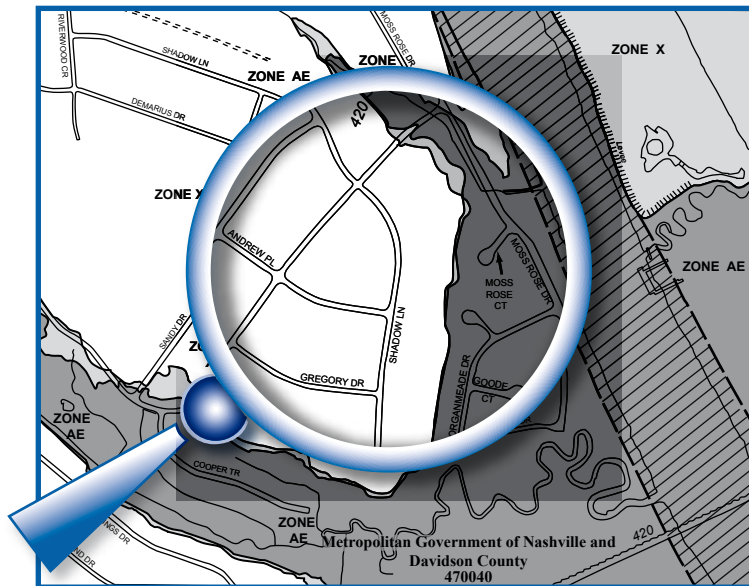 RIVERWOOD CR
SHADOW LN
MOSS ROSE DR
ZONE X
ZONE AE
ZONE
DEMARIUS DR
420
Levee
ZONE X
ANDREW PL
MOSS ROSE DR
ZONE AE
MOSS
ROSE
CT
SANDY DR
SHADOW LN
GREGORY DR
GOODE
CT
ZONE
AE
COOPER TR
ZONE
AE
420
Metropolitan Government of Nashville and
Davidson County
470040